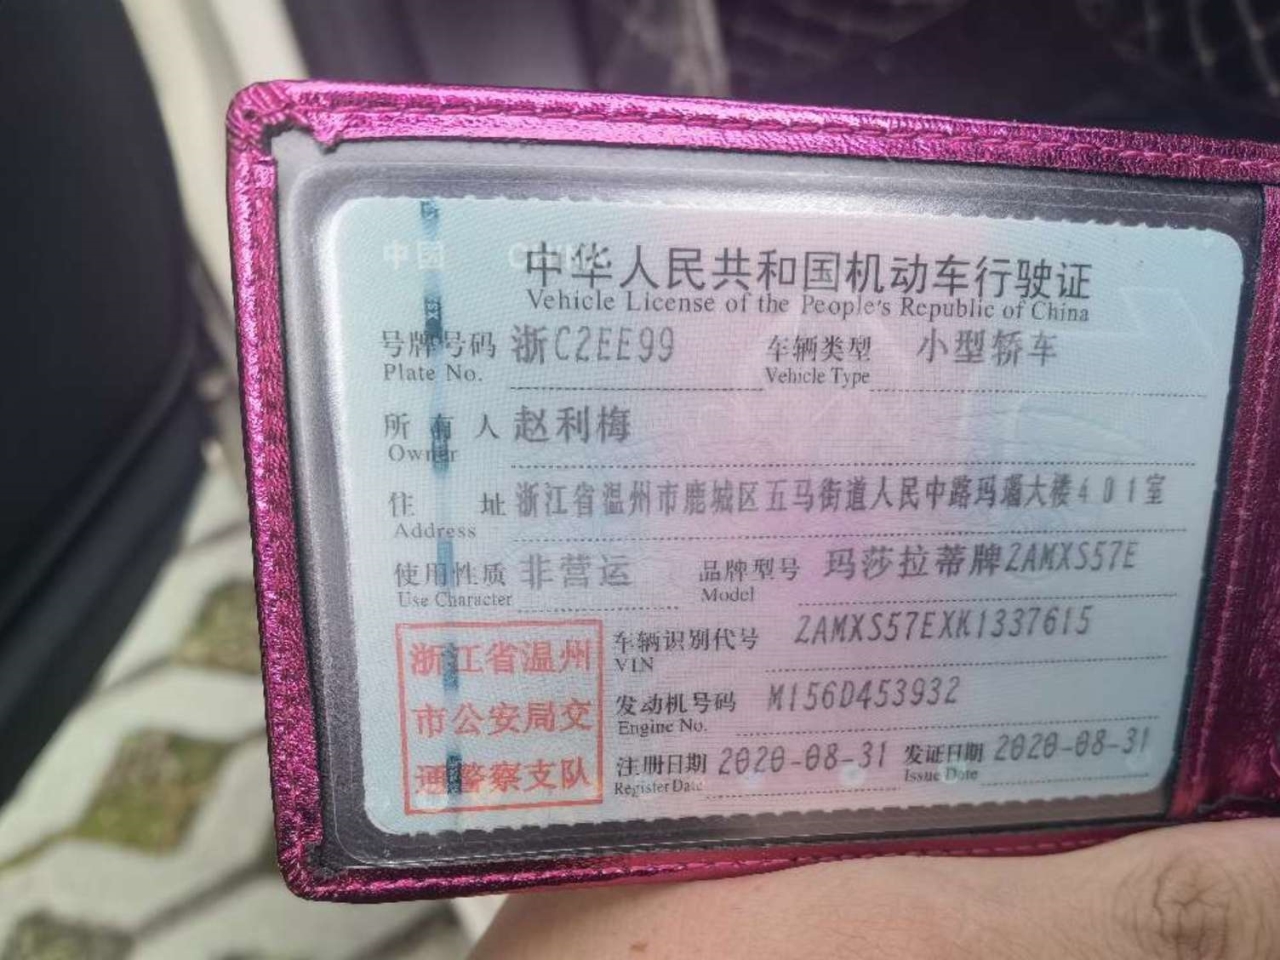 中国 CHINA
中华人民共和国机动车行驶证
Vehicle License of the People's Republic of China
号牌号码 浙C2EE99 车辆类型 小型轿车
Plate No. Vehicle Type
所有人 赵利梅
Owner
住址 浙江省温州市鹿城区五马街道人民中路玛瑙大楼401室
Address
使用性质 非营运 品牌型号 玛莎拉蒂牌ZAMXS57E
Use Character Model
浙江省温州
市公安局交
通警察支队
车辆识别代号 ZAMXS57EXK1337615
VIN
发动机号码 M156D453932
Engine No.
注册日期 2020-08-31 发证日期 2020-08-31
Register Date Issue Date